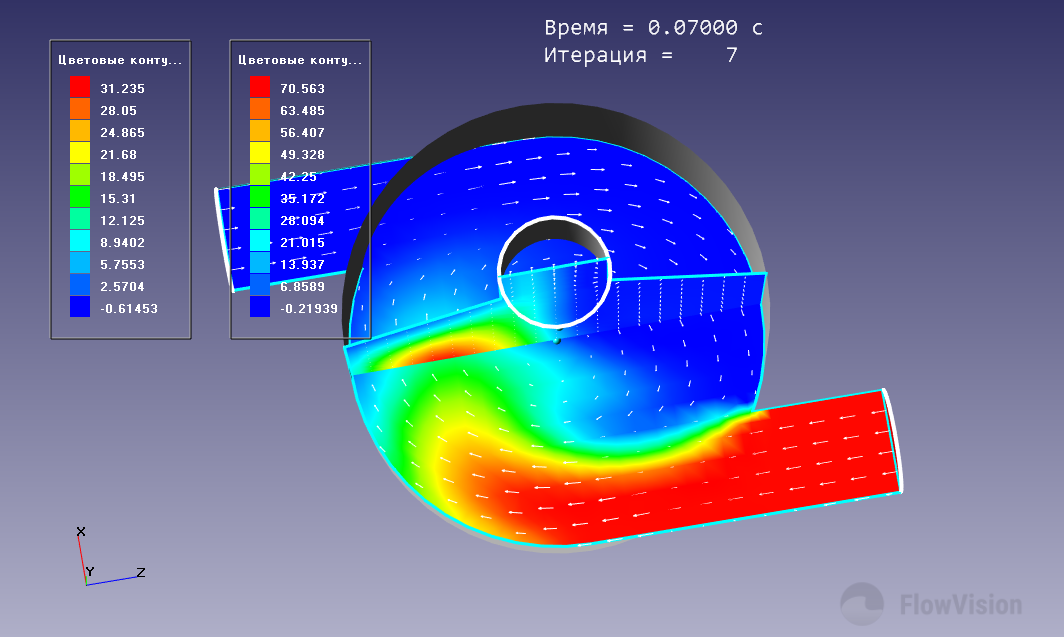 Время = 0.07000 с
Итерация = 7
Цветовые конту...
31.235
28.05
24.865
21.68
18.495
15.31
12.125
8.9402
5.7553
2.5704
-0.61453
Цветовые конту...
70.563
63.485
56.407
49.328
42.25
35.172
28.094
21.015
13.937
6.8589
-0.21939
X
Y
Z
FlowVision